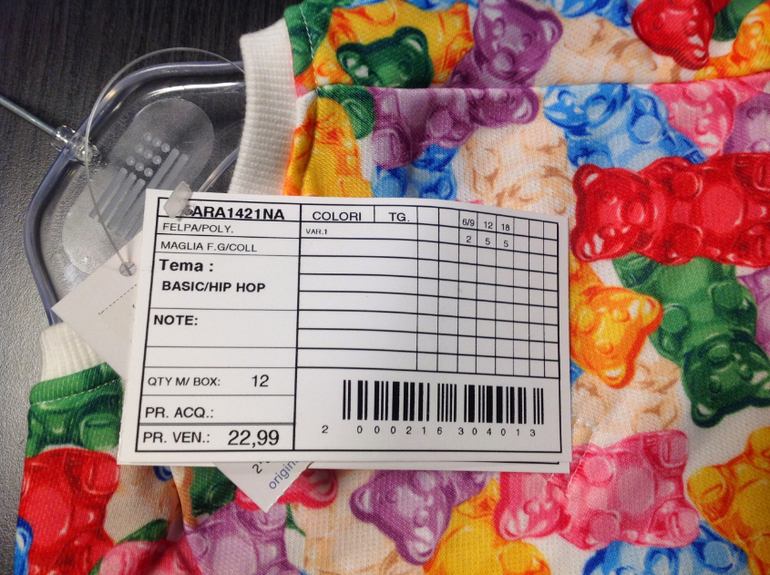 ARA1421NA
FELPA/POLY.
MAGLIA F.G/COLL
Tema :
BASIC/HIP HOP
NOTE:
QTY M/ BOX: 12
PR. ACQ.:
PR. VEN.: 22,99
COLORI TG. 6/9 12 18
VAR.1 2 5 5
2 000216 304013
origin